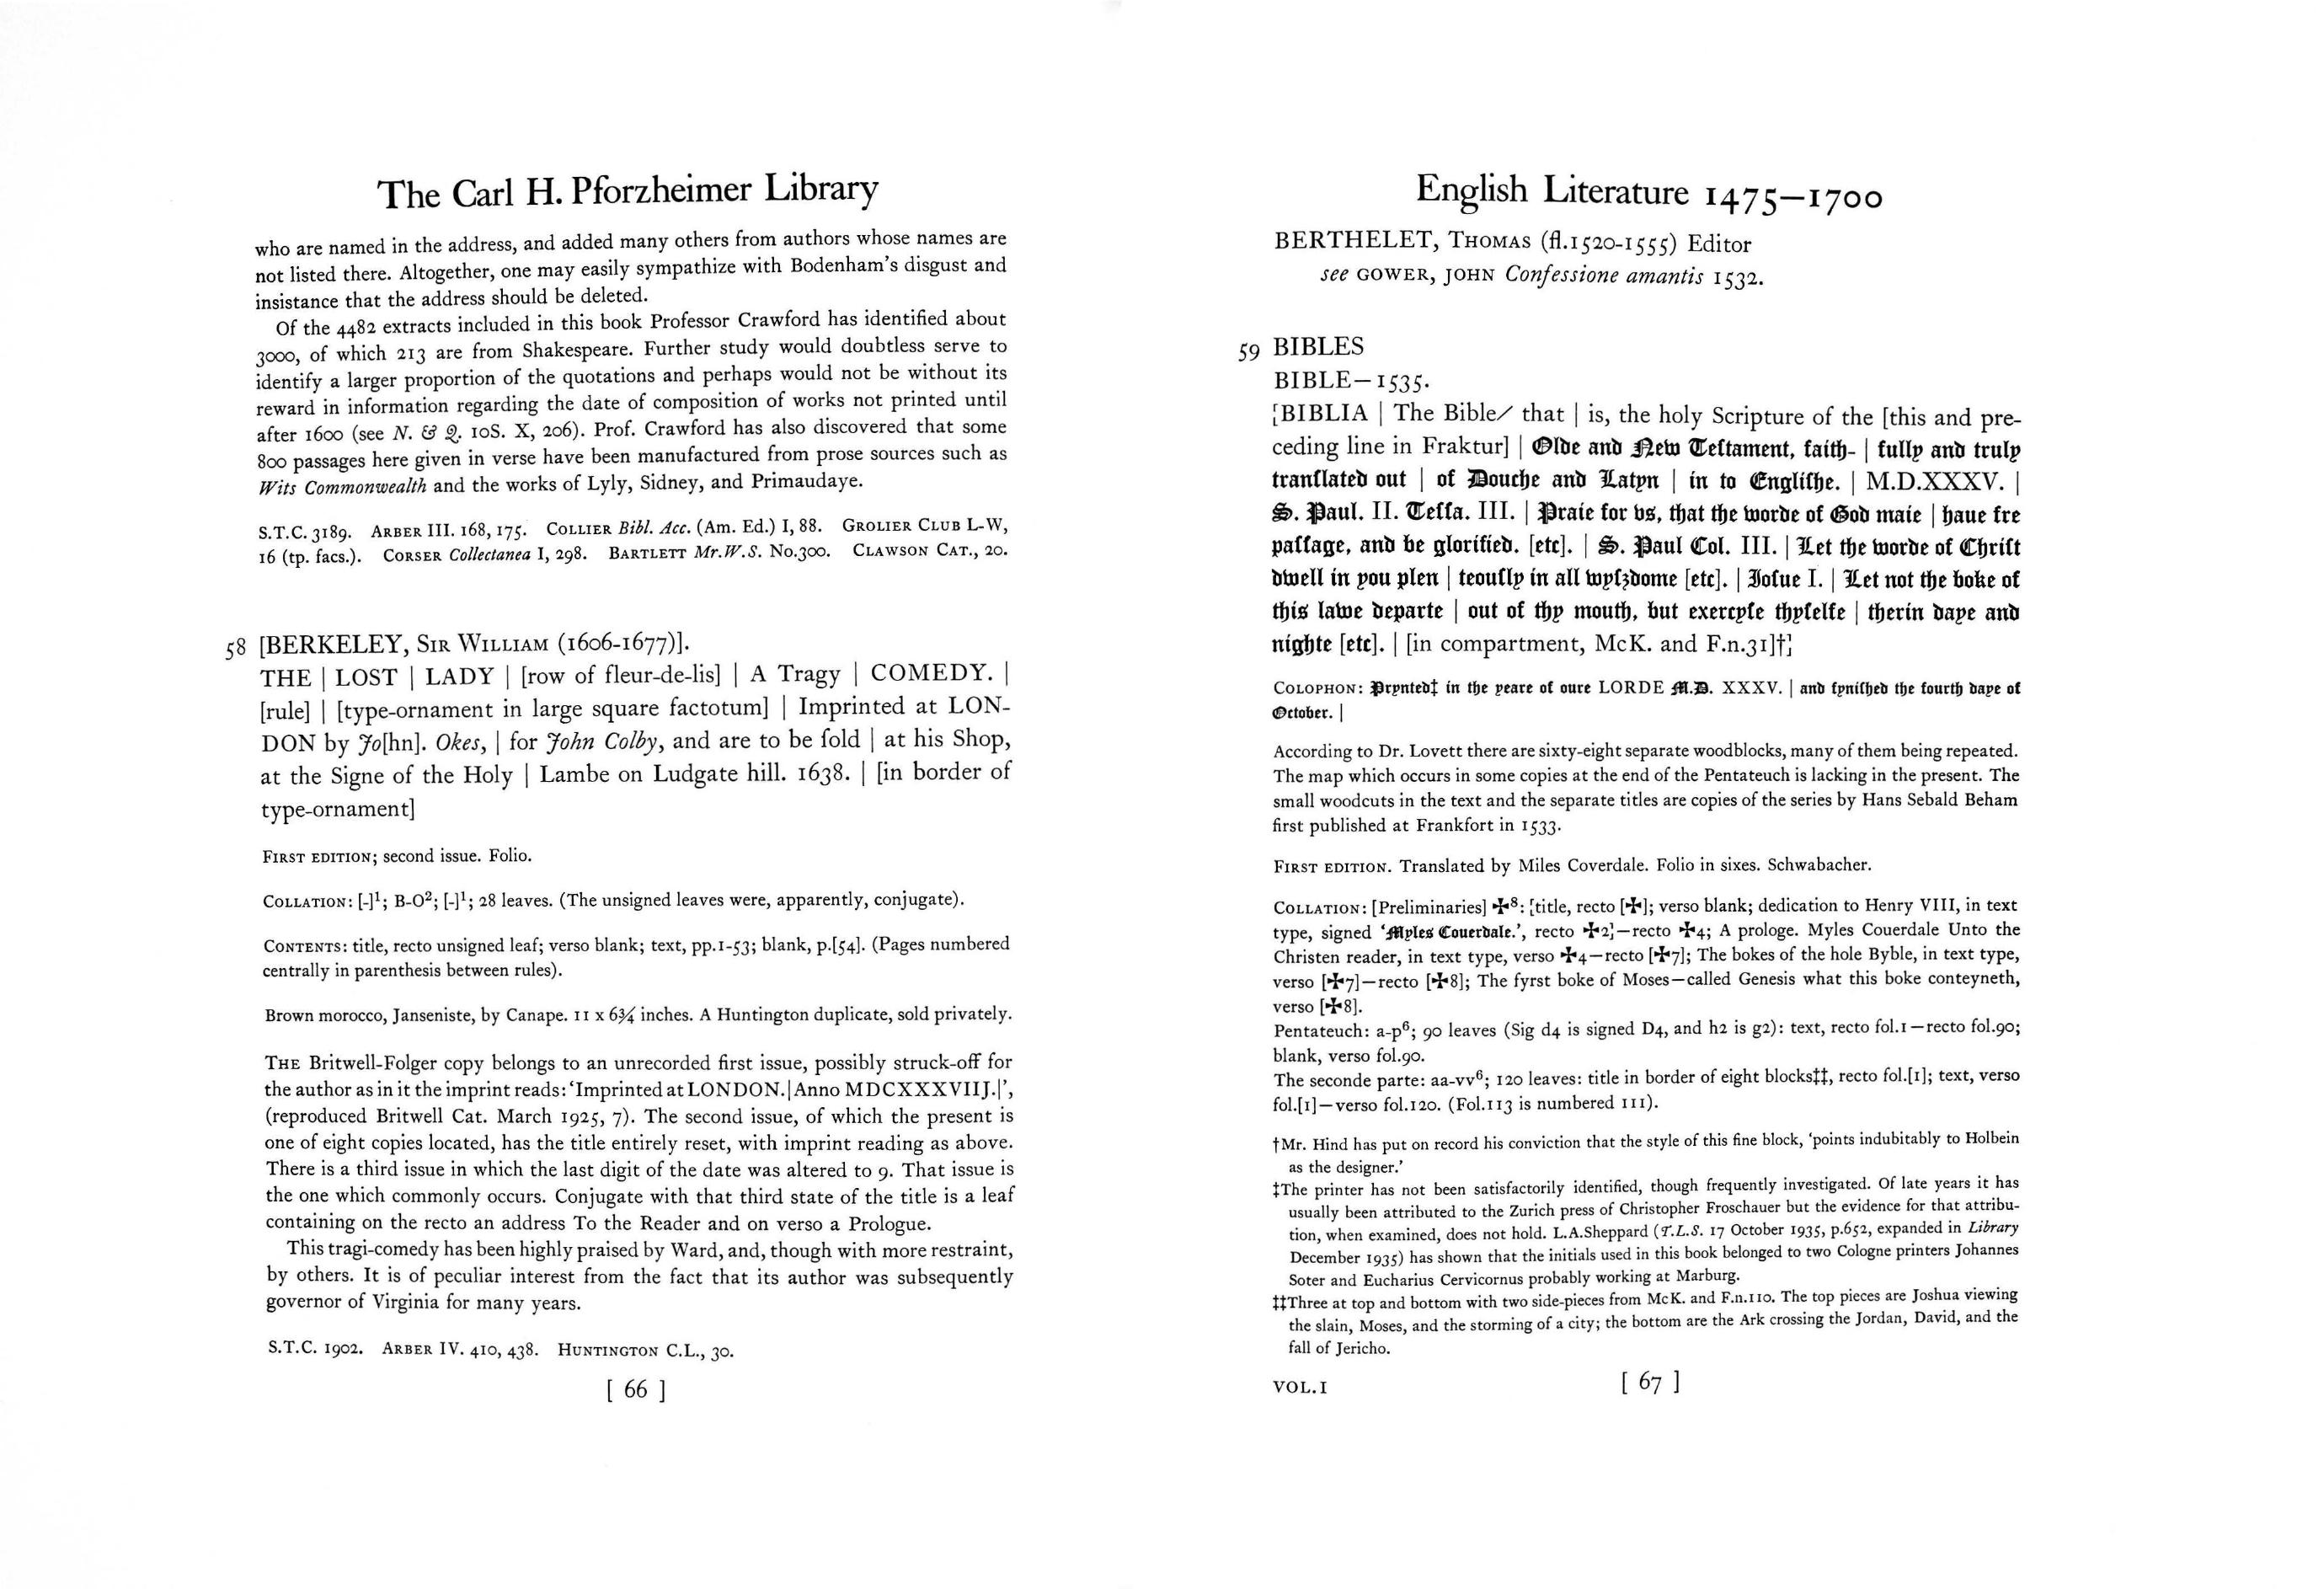 The Carl H. Pforzheimer Library
who are named in the address, and added many others from authors whose names are
not listed there. Altogether, one may easily sympathize with Bodenham's disgust and
insistance that the address should be deleted.
Of the 4482 extracts included in this book Professor Crawford has identified about
3000, of which 213 are from Shakespeare. Further study would doubtless serve to
identify a larger proportion of the quotations and perhaps would not be without its
reward in information regarding the date of composition of works not printed until
after 1600 (see N. & Q. 10S. X, 206). Prof. Crawford has also discovered that some
800 passages here given in verse have been manufactured from prose sources such as
Wits Commonwealth and the works of Lyly, Sidney, and Primaudaye.
S.T.C. 3189. ARBER III. 168, 175. COLLIER Bibl. Acc. (Am. Ed.) I, 88. GROLIER CLUB L-W,
16 (tp. facs.). CORSER Collectanea I, 298. BARTLETT Mr.W.S. No.300. CLAWSON CAT., 20.
58 [BERKELEY, SIR WILLIAM (1606-1677)].
THE | LOST | LADY | [row of fleur-de-lis] | A Tragy | COMEDY. |
[rule] | [type-ornament in large square factotum] | Imprinted at LON-
DON by Jo[hn]. Okes, | for John Colby, and are to be ſold | at his Shop,
at the Signe of the Holy | Lambe on Ludgate hill. 1638. | [in border of
type-ornament]
FIRST EDITION; second issue. Folio.
COLLATION: [-]¹; B-O²; [-]¹; 28 leaves. (The unsigned leaves were, apparently, conjugate).
CONTENTS: title, recto unsigned leaf; verso blank; text, pp.1-53; blank, p.[54]. (Pages numbered
centrally in parenthesis between rules).
Brown morocco, Janseniste, by Canape. 11 x 6¾ inches. A Huntington duplicate, sold privately.
THE Britwell-Folger copy belongs to an unrecorded first issue, possibly struck-off for
the author as in it the imprint reads: 'Imprinted at LONDON.|Anno MDCXXXVIIJ.|',
(reproduced Britwell Cat. March 1925, 7). The second issue, of which the present is
one of eight copies located, has the title entirely reset, with imprint reading as above.
There is a third issue in which the last digit of the date was altered to 9. That issue is
the one which commonly occurs. Conjugate with that third state of the title is a leaf
containing on the recto an address To the Reader and on verso a Prologue.
This tragi-comedy has been highly praised by Ward, and, though with more restraint,
by others. It is of peculiar interest from the fact that its author was subsequently
governor of Virginia for many years.
S.T.C. 1902. ARBER IV. 410, 438. HUNTINGTON C.L., 30.
[ 66 ]
English Literature 1475–1700
BERTHELET, THOMAS (fl.1520-1555) Editor
see GOWER, JOHN Confessione amantis 1532.
59 BIBLES
BIBLE–1535.
[BIBLIA | The Bible/ that | is, the holy Scripture of the [this and pre-
ceding line in Fraktur] | Olde and New Teſtament, faith- | fully and truly
tranſlated out | of Douche and Latyn | in to Engliſhe. | M.D.XXXV. |
S. Paul. II. Teſſa. III. | Praie for vs, that the worde of God maie | haue fre
paſſage, and be glorified. [etc]. | S. Paul Col. III. | Let the worde of Chriſt
dwell in you plen | teouſly in all wyſzdome [etc]. | Joſue I. | Let not the boke of
this lawe departe | out of thy mouth, but exercyſe thyſelfe | therin daye and
nighte [etc]. | [in compartment, McK. and F.n.31]†]
COLOPHON: Prynted‡ in the yeare of oure LORDE M.D. XXXV. | and fyniſhed the fourth daye of
October. |
According to Dr. Lovett there are sixty-eight separate woodblocks, many of them being repeated.
The map which occurs in some copies at the end of the Pentateuch is lacking in the present. The
small woodcuts in the text and the separate titles are copies of the series by Hans Sebald Beham
first published at Frankfort in 1533.
FIRST EDITION. Translated by Miles Coverdale. Folio in sixes. Schwabacher.
COLLATION: [Preliminaries] ✠⁸: [title, recto [✠]; verso blank; dedication to Henry VIII, in text
type, signed 'Myles Couerdale.', recto ✠2]–recto ✠4; A prologe. Myles Couerdale Unto the
Christen reader, in text type, verso ✠4–recto [✠7]; The bokes of the hole Byble, in text type,
verso [✠7]–recto [✠8]; The fyrst boke of Moses–called Genesis what this boke conteyneth,
verso [✠8].
Pentateuch: a-p⁶; 90 leaves (Sig d4 is signed D4, and h2 is g2): text, recto fol.1–recto fol.90;
blank, verso fol.90.
The seconde parte: aa-vv⁶; 120 leaves: title in border of eight blocks‡‡, recto fol.[1]; text, verso
fol.[1]–verso fol.120. (Fol.113 is numbered 111).
†Mr. Hind has put on record his conviction that the style of this fine block, 'points indubitably to Holbein
as the designer.'
‡The printer has not been satisfactorily identified, though frequently investigated. Of late years it has
usually been attributed to the Zurich press of Christopher Froschauer but the evidence for that attribu-
tion, when examined, does not hold. L.A.Sheppard (T.L.S. 17 October 1935, p.652, expanded in Library
December 1935) has shown that the initials used in this book belonged to two Cologne printers Johannes
Soter and Eucharius Cervicornus probably working at Marburg.
‡‡Three at top and bottom with two side-pieces from McK. and F.n.110. The top pieces are Joshua viewing
the slain, Moses, and the storming of a city; the bottom are the Ark crossing the Jordan, David, and the
fall of Jericho.
VOL.I [ 67 ]